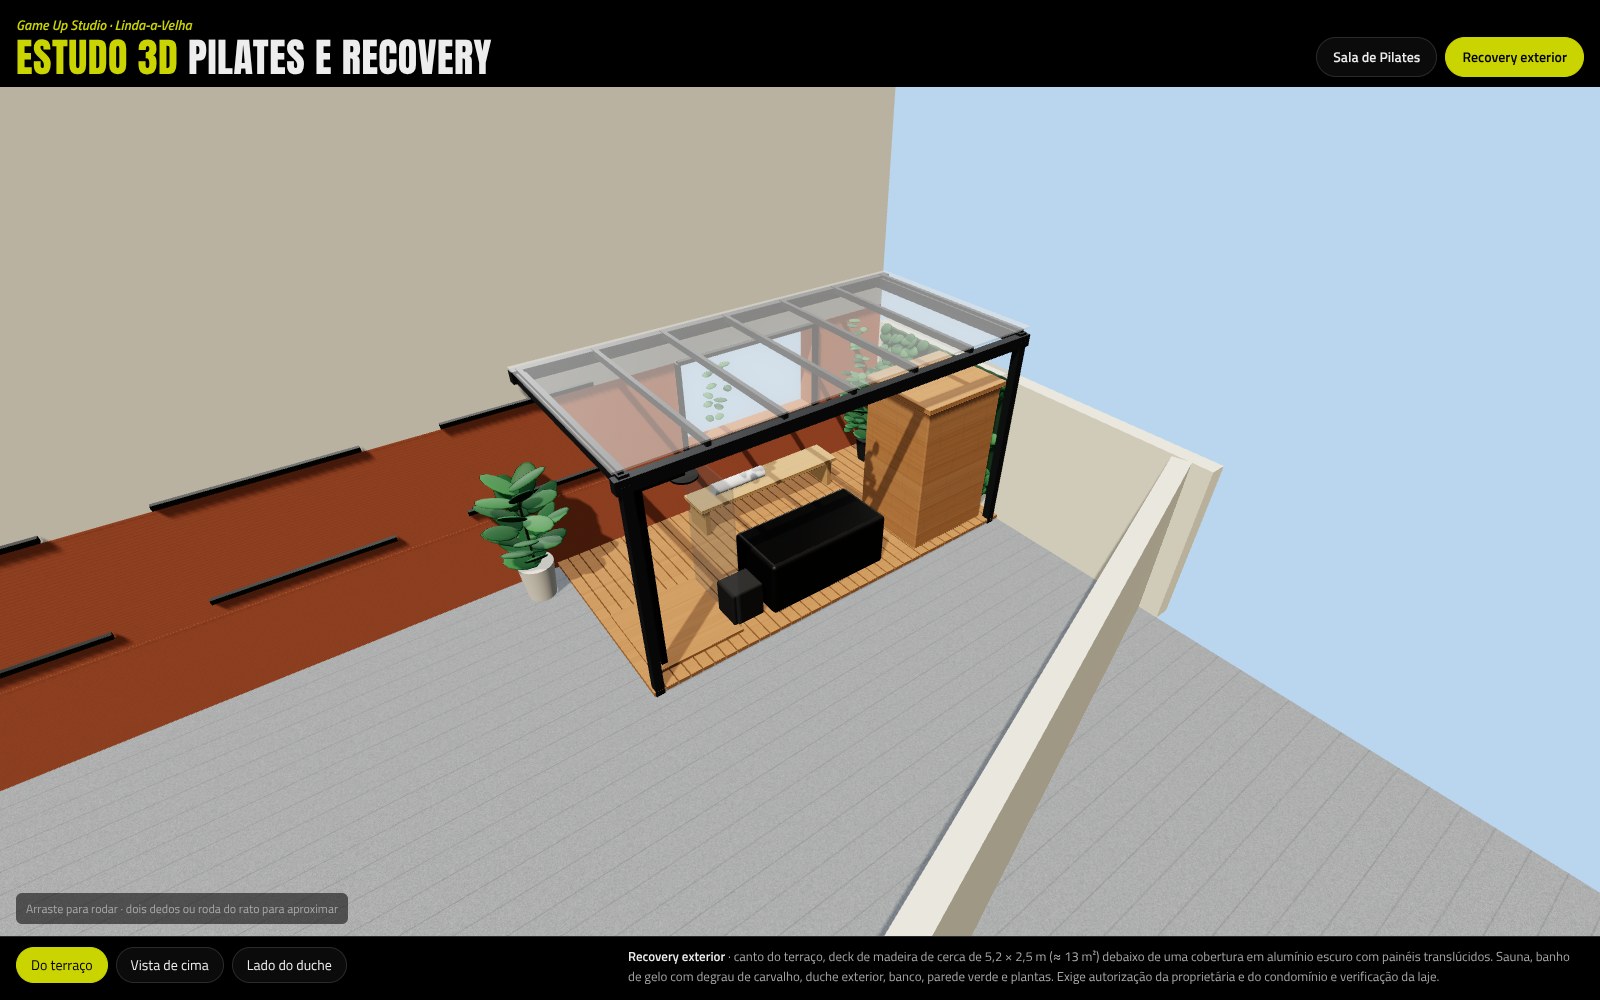 Game Up Studio · Linda-a-Velha
ESTUDO 3D PILATES E RECOVERY
Sala de Pilates
Recovery exterior
Arraste para rodar · dois dedos ou roda do rato para aproximar
Do terraço
Vista de cima
Lado do duche
Recovery exterior · canto do terraço, deck de madeira de cerca de 5,2 × 2,5 m (≈ 13 m²) debaixo de uma cobertura em alumínio escuro com painéis translúcidos. Sauna, banho
de gelo com degrau de carvalho, duche exterior, banco, parede verde e plantas. Exige autorização da proprietária e do condomínio e verificação da laje.